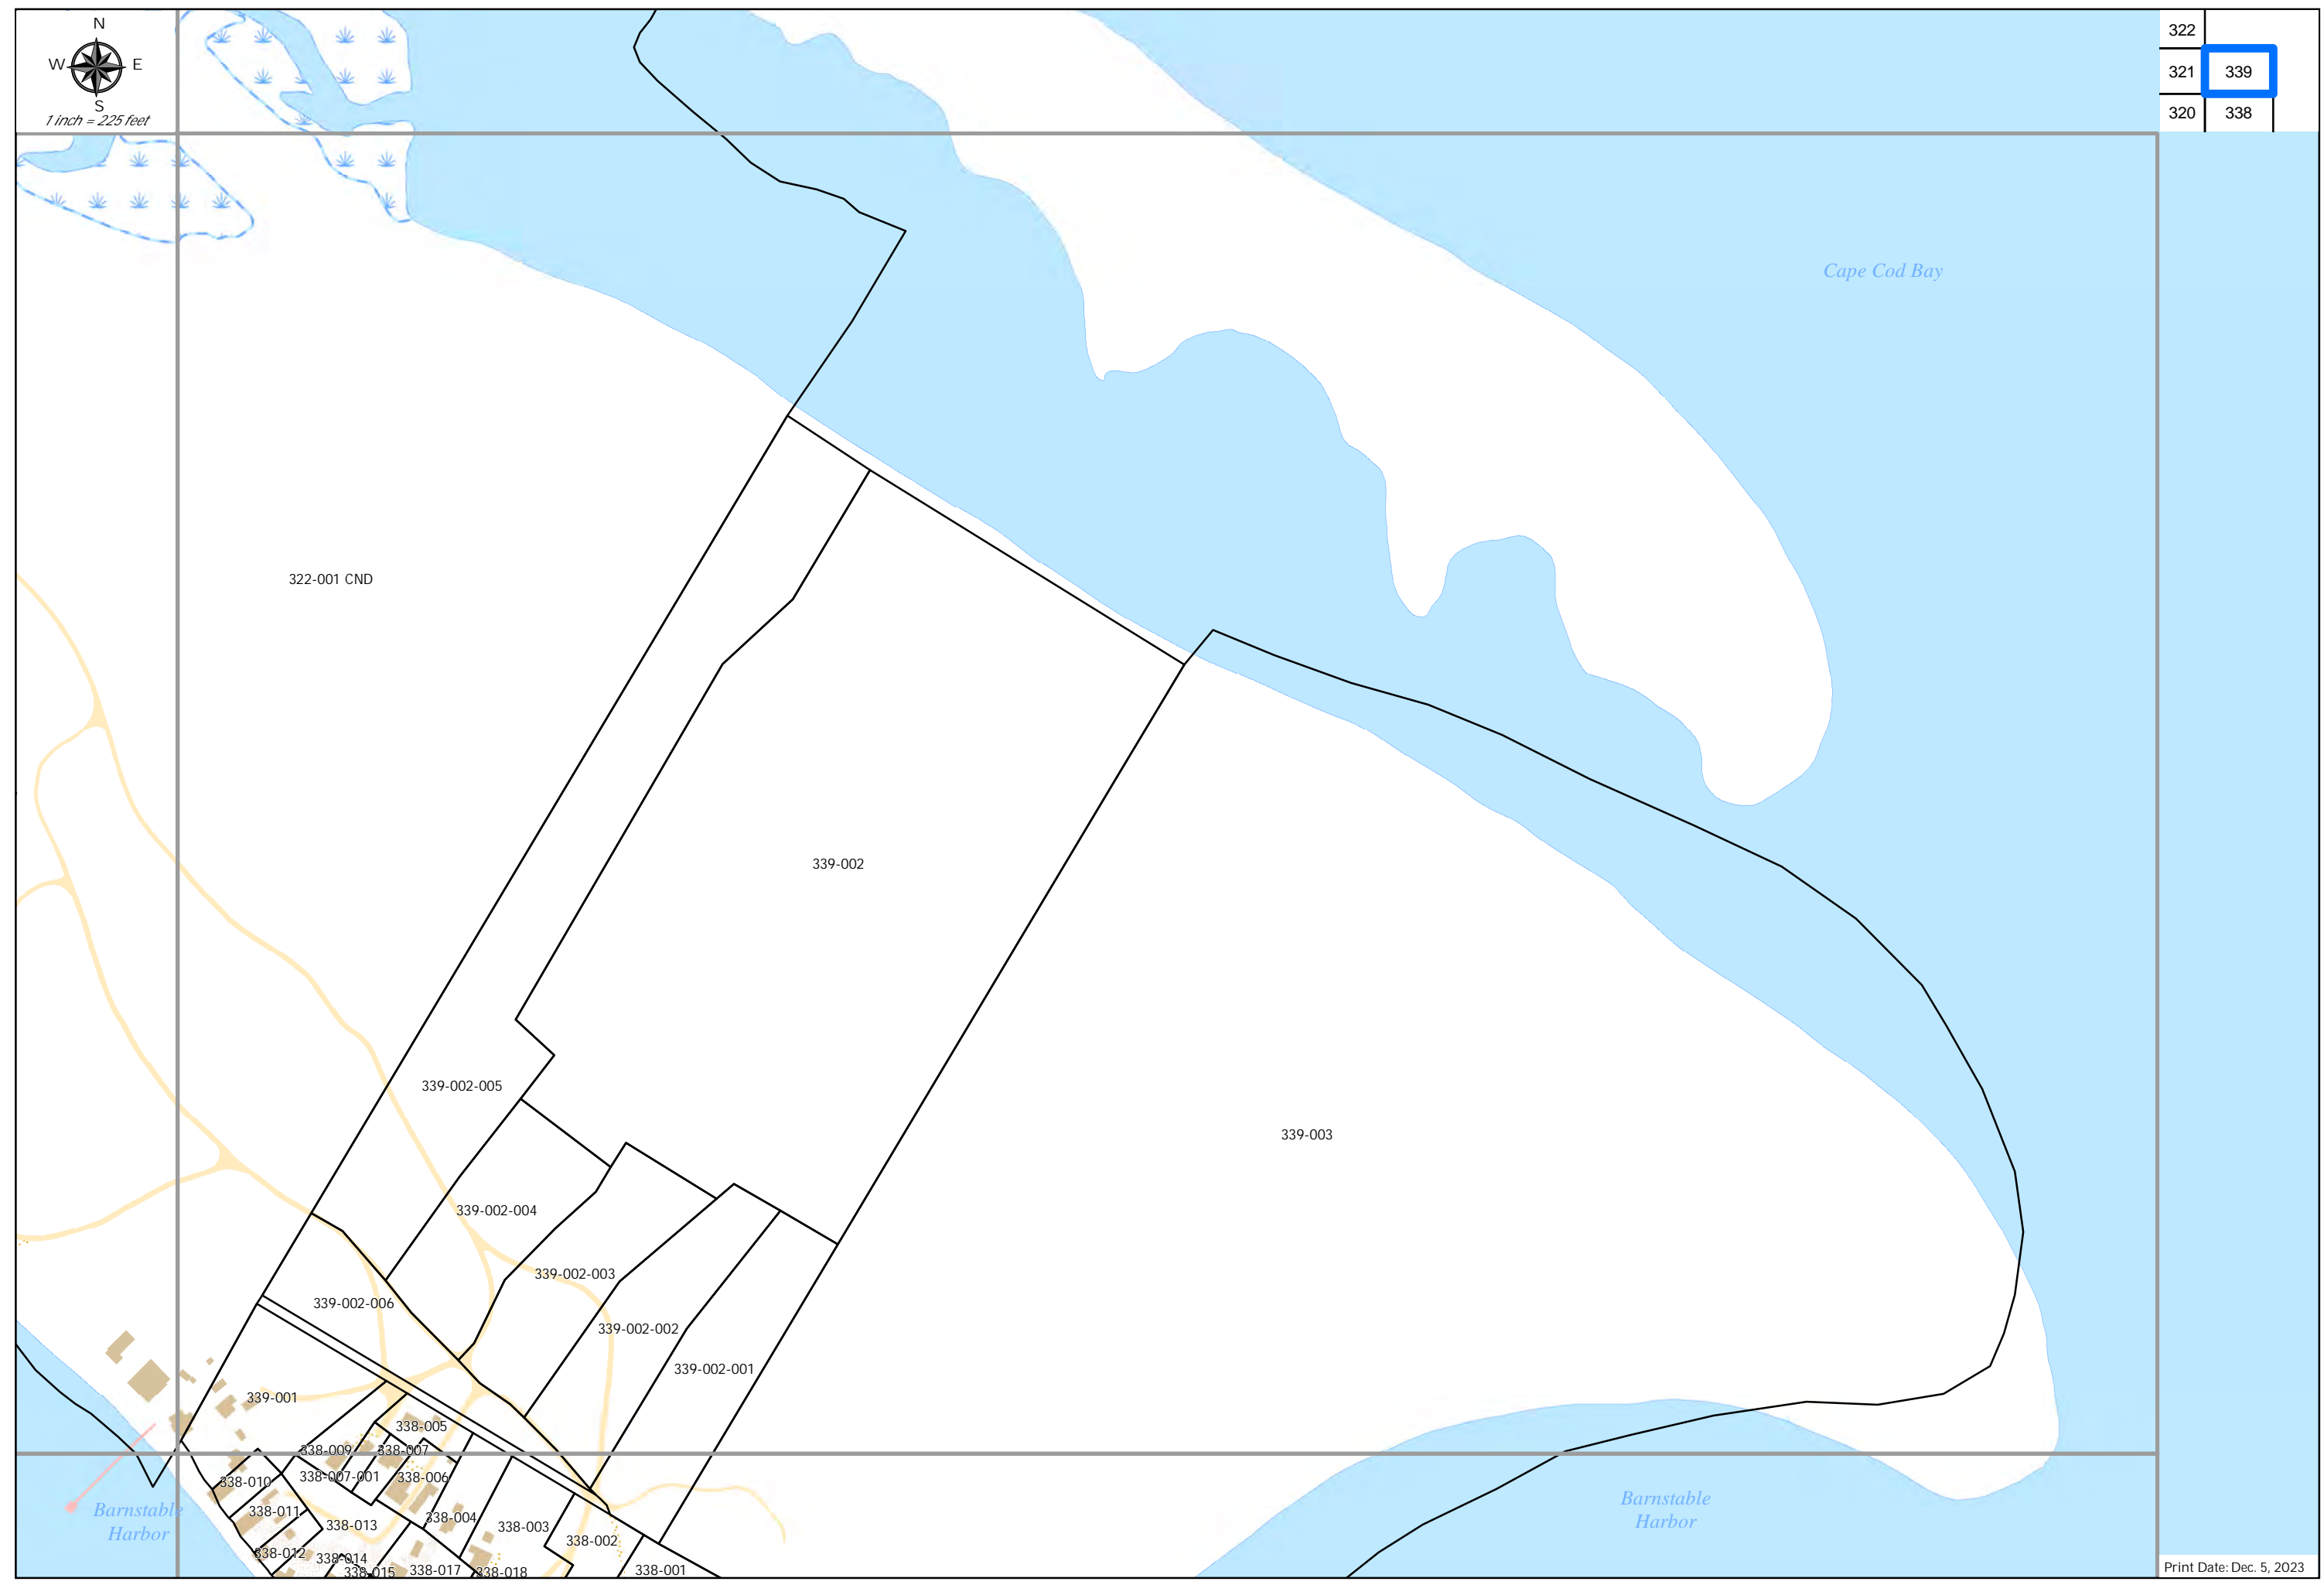 N
W E
S
1 inch = 225 feet
322
321 339
320 338
Cape Cod Bay
322-001 CND
339-002
339-002-005
339-003
339-002-004
339-002-003
339-002-006
339-002-002
339-002-001
339-001
338-005
338-009 338-007
338-010 338-007-001 338-006
Barnstable
Harbor
Barnstable
Harbor
338-011
338-004
338-013
338-003
338-002
338-012
338-014
338-015 338-017 338-018 338-001
Print Date: Dec. 5, 2023